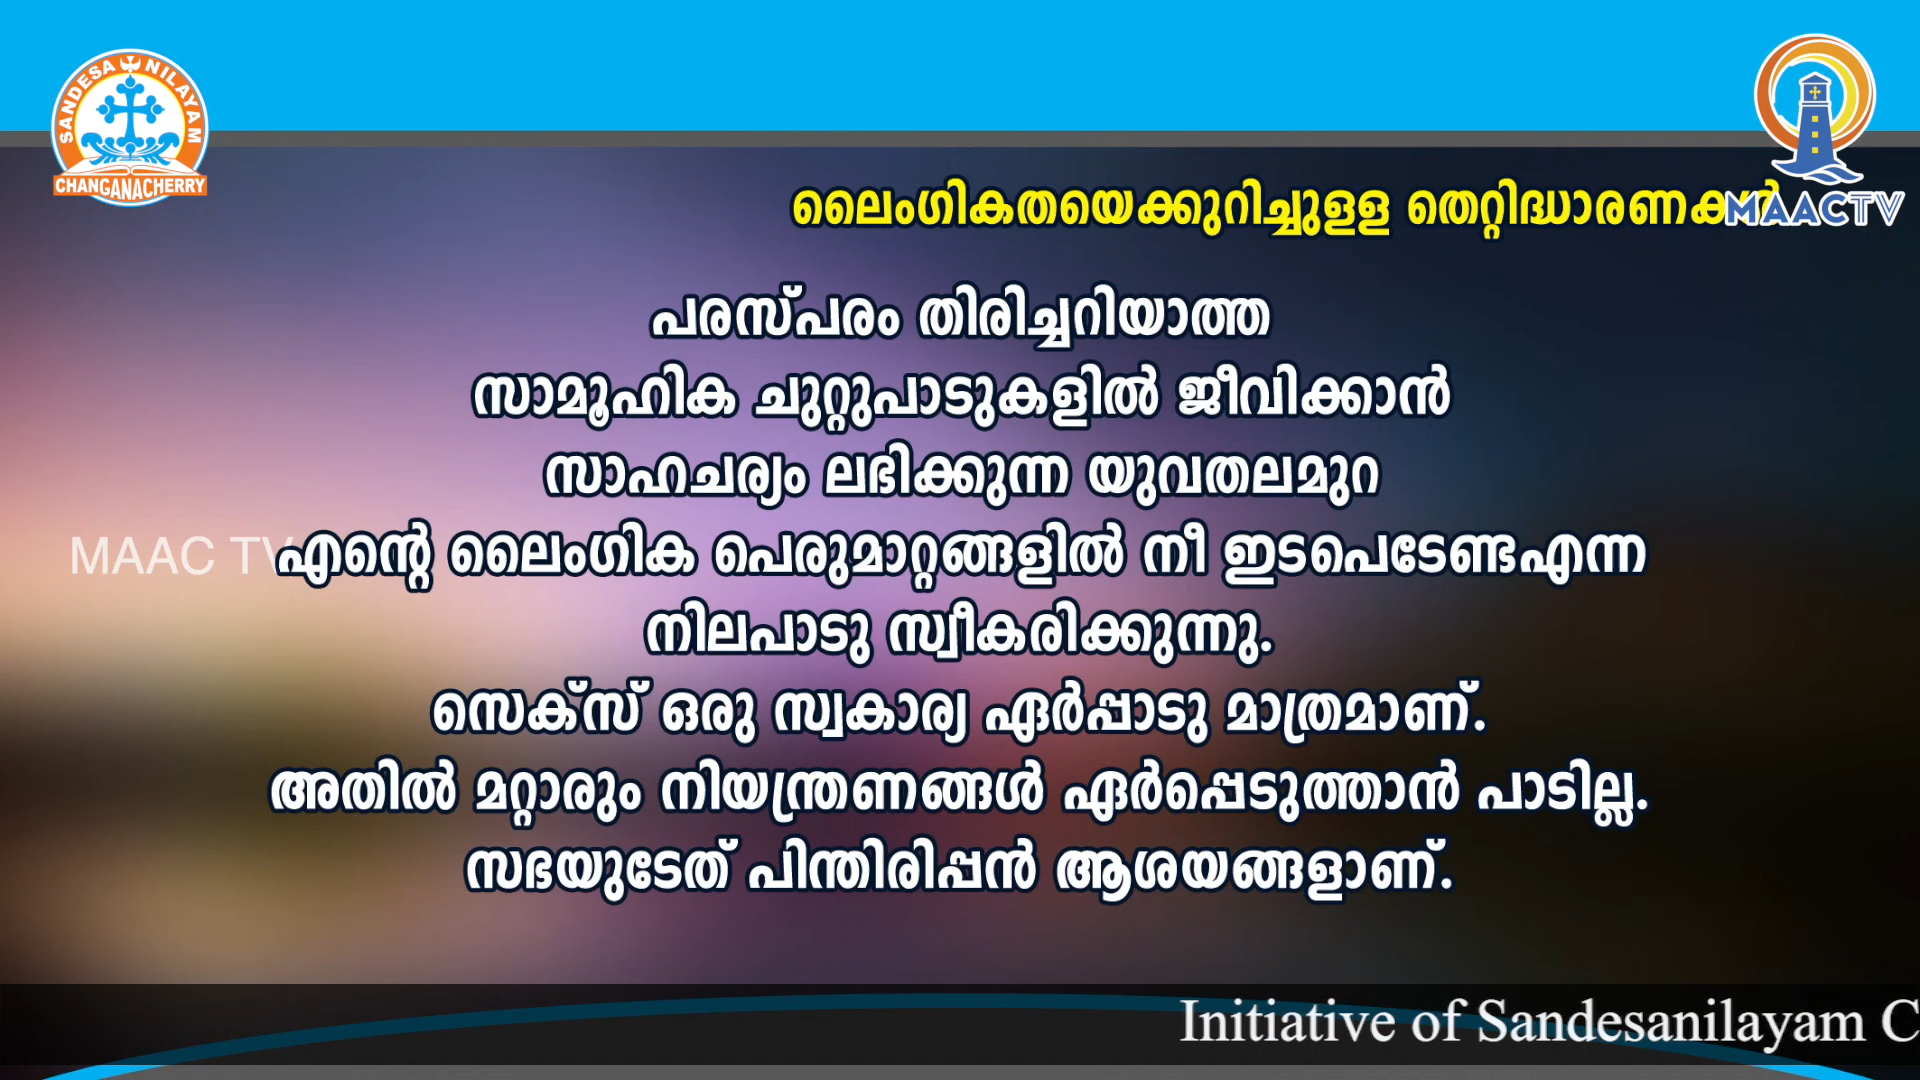 SANDESA NILAYAM
CHANGANACHERRY
ലൈംഗികതയെക്കുറിച്ചുളള തെറ്റിദ്ധാരണകൾ
MAACTV
പരസ്പരം തിരിച്ചറിയാത്ത
സാമൂഹിക ചുറ്റുപാടുകളിൽ ജീവിക്കാൻ
സാഹചര്യം ലഭിക്കുന്ന യുവതലമുറ
MAAC TV
എന്റെ ലൈംഗിക പെരുമാറ്റങ്ങളിൽ നീ ഇടപെടേണ്ടഎന്ന
നിലപാടു സ്വീകരിക്കുന്നു.
സെക്സ് ഒരു സ്വകാര്യ ഏർപ്പാടു മാത്രമാണ്.
അതിൽ മറ്റാരും നിയന്ത്രണങ്ങൾ ഏർപ്പെടുത്താൻ പാടില്ല.
സഭയുടേത് പിന്തിരിപ്പൻ ആശയങ്ങളാണ്.
Initiative of Sandesanilayam C